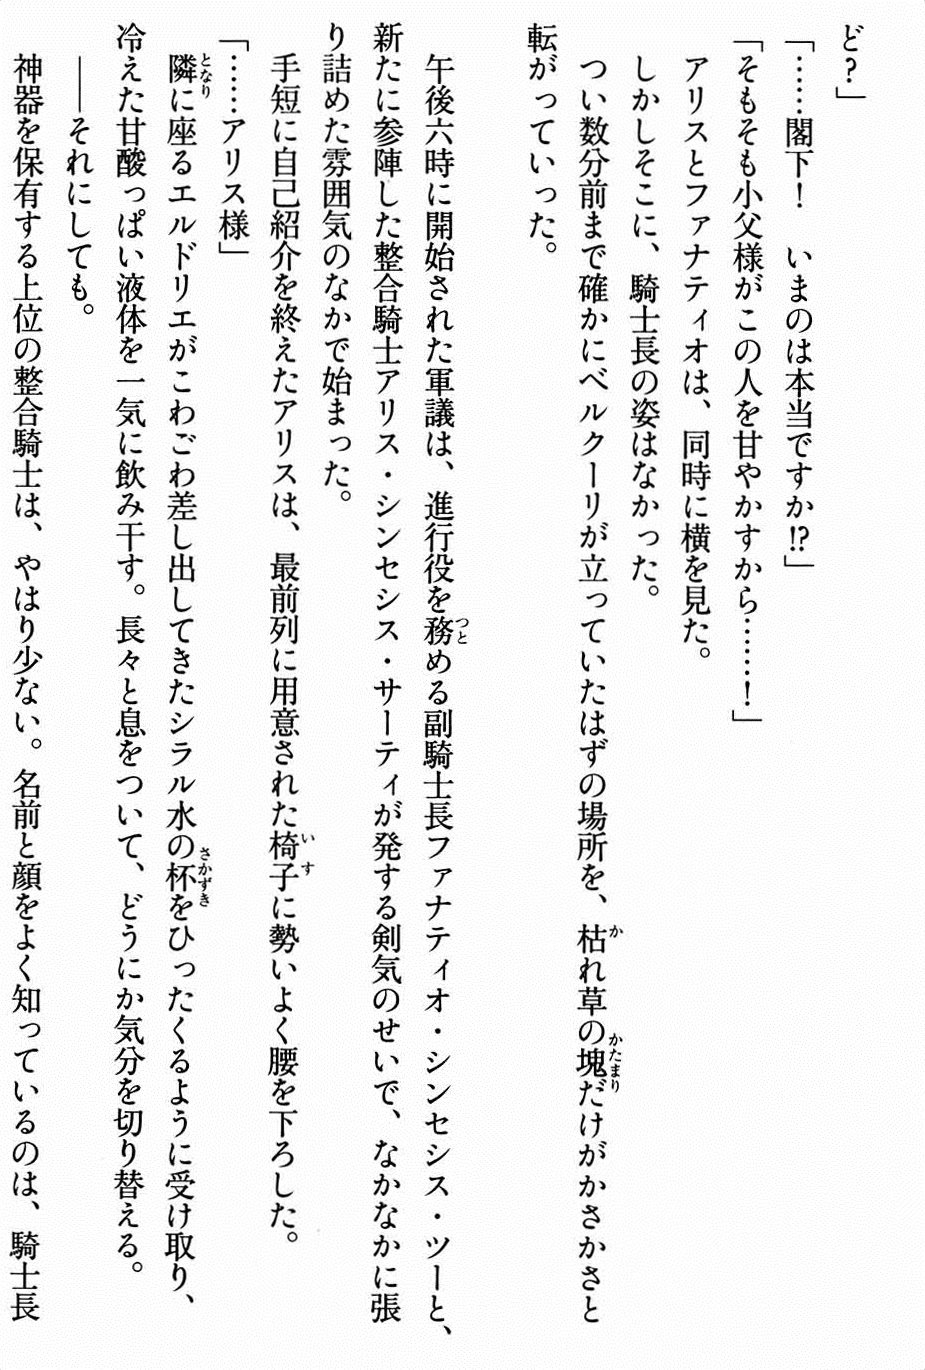 ど？」
「……閣下！　いまのは本当ですか!?」
「そもそも小父様がこの人を甘やかすから……！」
　アリスとファナティオは、同時に横を見た。
　しかしそこに、騎士長の姿はなかった。
　つい数分前まで確かにベルクーリが立っていたはずの場所を、枯れ草の塊だけがかさかさと
転がっていった。
　午後六時に開始された軍議は、進行役を務める副騎士長ファナティオ・シンセシス・ツーと、
新たに参陣した整合騎士アリス・シンセシス・サーティが発する剣気のせいで、なかなかに張
り詰めた雰囲気のなかで始まった。
　手短に自己紹介を終えたアリスは、最前列に用意された椅子に勢いよく腰を下ろした。
「……アリス様」
　隣に座るエルドリエがこわごわ差し出してきたシラル水の杯をひったくるように受け取り、
冷えた甘酸っぱい液体を一気に飲み干す。長々と息をついて、どうにか気分を切り替える。
　――それにしても。
　神器を保有する上位の整合騎士は、やはり少ない。名前と顔をよく知っているのは、騎士長